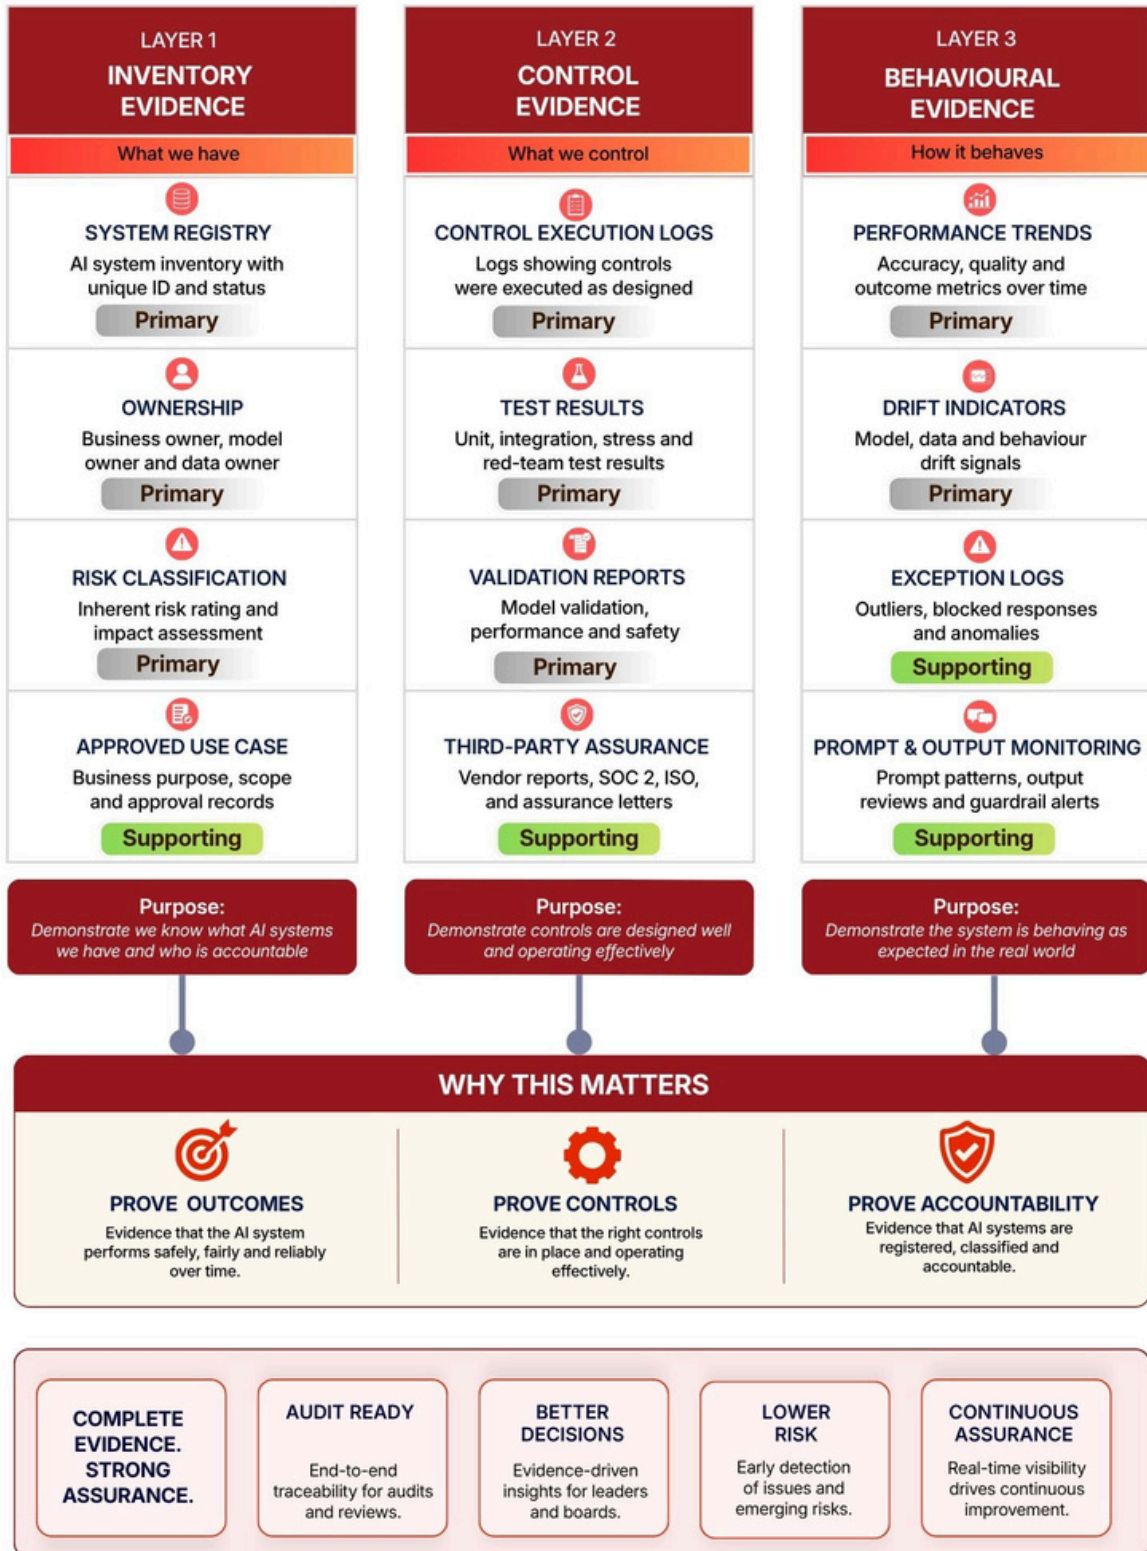 LAYER 1
INVENTORY
EVIDENCE
What we have
SYSTEM REGISTRY
AI system inventory with
unique ID and status
Primary
OWNERSHIP
Business owner, model
owner and data owner
Primary
RISK CLASSIFICATION
Inherent risk rating and
impact assessment
Primary
APPROVED USE CASE
Business purpose, scope
and approval records
Supporting
Purpose:
Demonstrate we know what AI systems
we have and who is accountable
LAYER 2
CONTROL
EVIDENCE
What we control
CONTROL EXECUTION LOGS
Logs showing controls
were executed as designed
Primary
TEST RESULTS
Unit, integration, stress and
red-team test results
Primary
VALIDATION REPORTS
Model validation,
performance and safety
Primary
THIRD-PARTY ASSURANCE
Vendor reports, SOC 2, ISO,
and assurance letters
Supporting
Purpose:
Demonstrate controls are designed well
and operating effectively
LAYER 3
BEHAVIOURAL
EVIDENCE
How it behaves
PERFORMANCE TRENDS
Accuracy, quality and
outcome metrics over time
Primary
DRIFT INDICATORS
Model, data and behaviour
drift signals
Primary
EXCEPTION LOGS
Outliers, blocked responses
and anomalies
Supporting
PROMPT & OUTPUT MONITORING
Prompt patterns, output
reviews and guardrail alerts
Supporting
Purpose:
Demonstrate the system is behaving as
expected in the real world
WHY THIS MATTERS
PROVE OUTCOMES
Evidence that the AI system
performs safely, fairly and reliably
over time.
PROVE CONTROLS
Evidence that the right controls
are in place and operating
effectively.
PROVE ACCOUNTABILITY
Evidence that AI systems are
registered, classified and
accountable.
COMPLETE
EVIDENCE.
STRONG
ASSURANCE.
AUDIT READY
End-to-end
traceability for audits
and reviews.
BETTER
DECISIONS
Evidence-driven
insights for leaders
and boards.
LOWER
RISK
Early detection
of issues and
emerging risks.
CONTINUOUS
ASSURANCE
Real-time visibility
drives continuous
improvement.